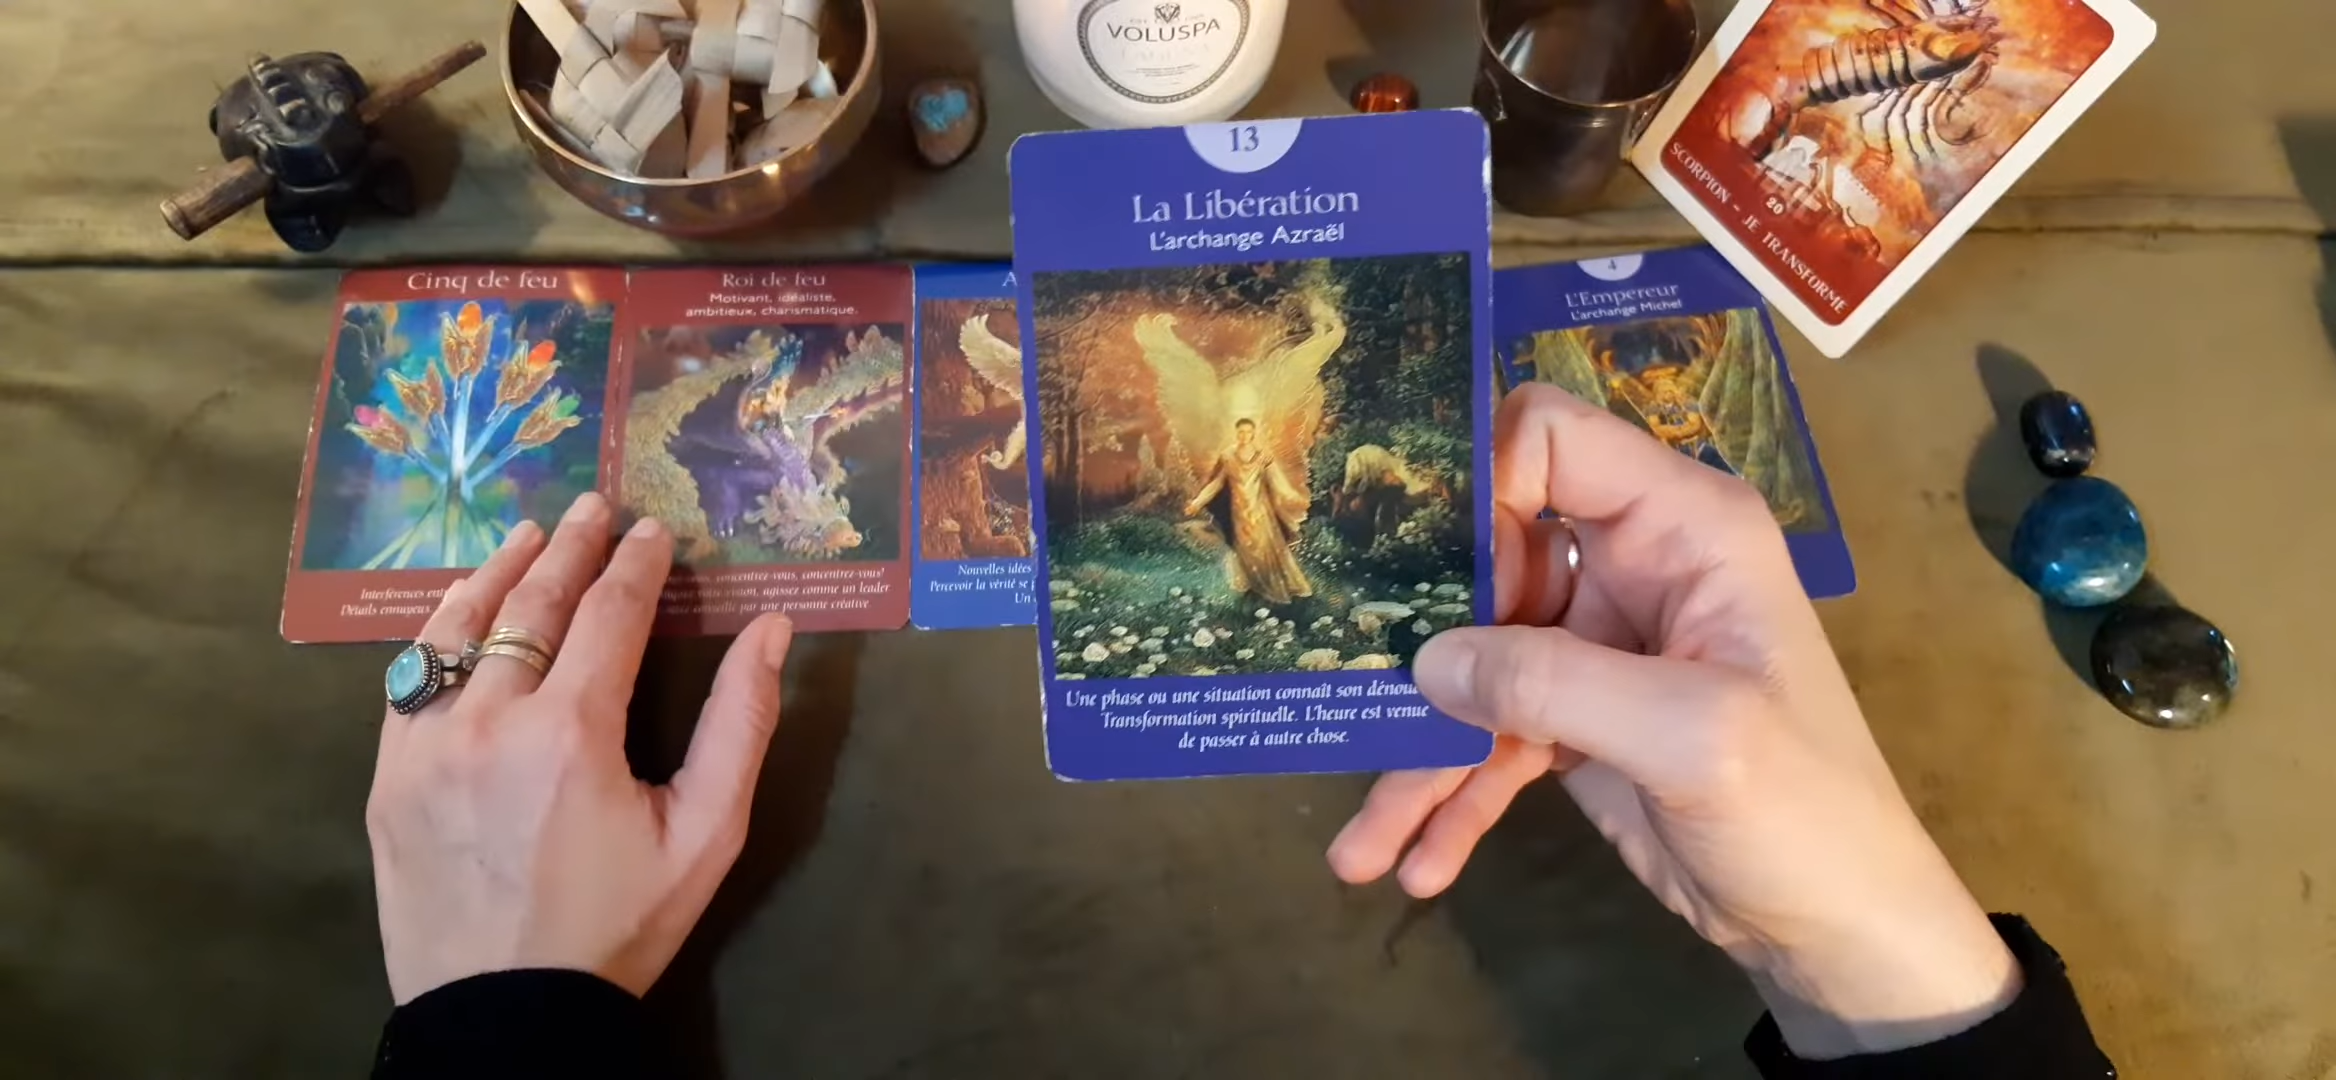 VOLUSPA
SCORPION – JE TRANSFORME
20
13
La Libération
L'archange Azraël
Une phase ou une situation connaît son
Transformation spirituelle. L'heure est venue
de passer à autre chose.
Cinq de feu
Interférences
Détails ennuyeux.
Roi de feu
Motivant, idéaliste,
ambitieux, charismatique.
concentrez-vous, concentrez-vous!
votre vision, agissez comme un leader
par une personne créative.
A
Nouvelles idées
Percevoir la vérité se
Un
4
L'Empereur
L'archange Michel